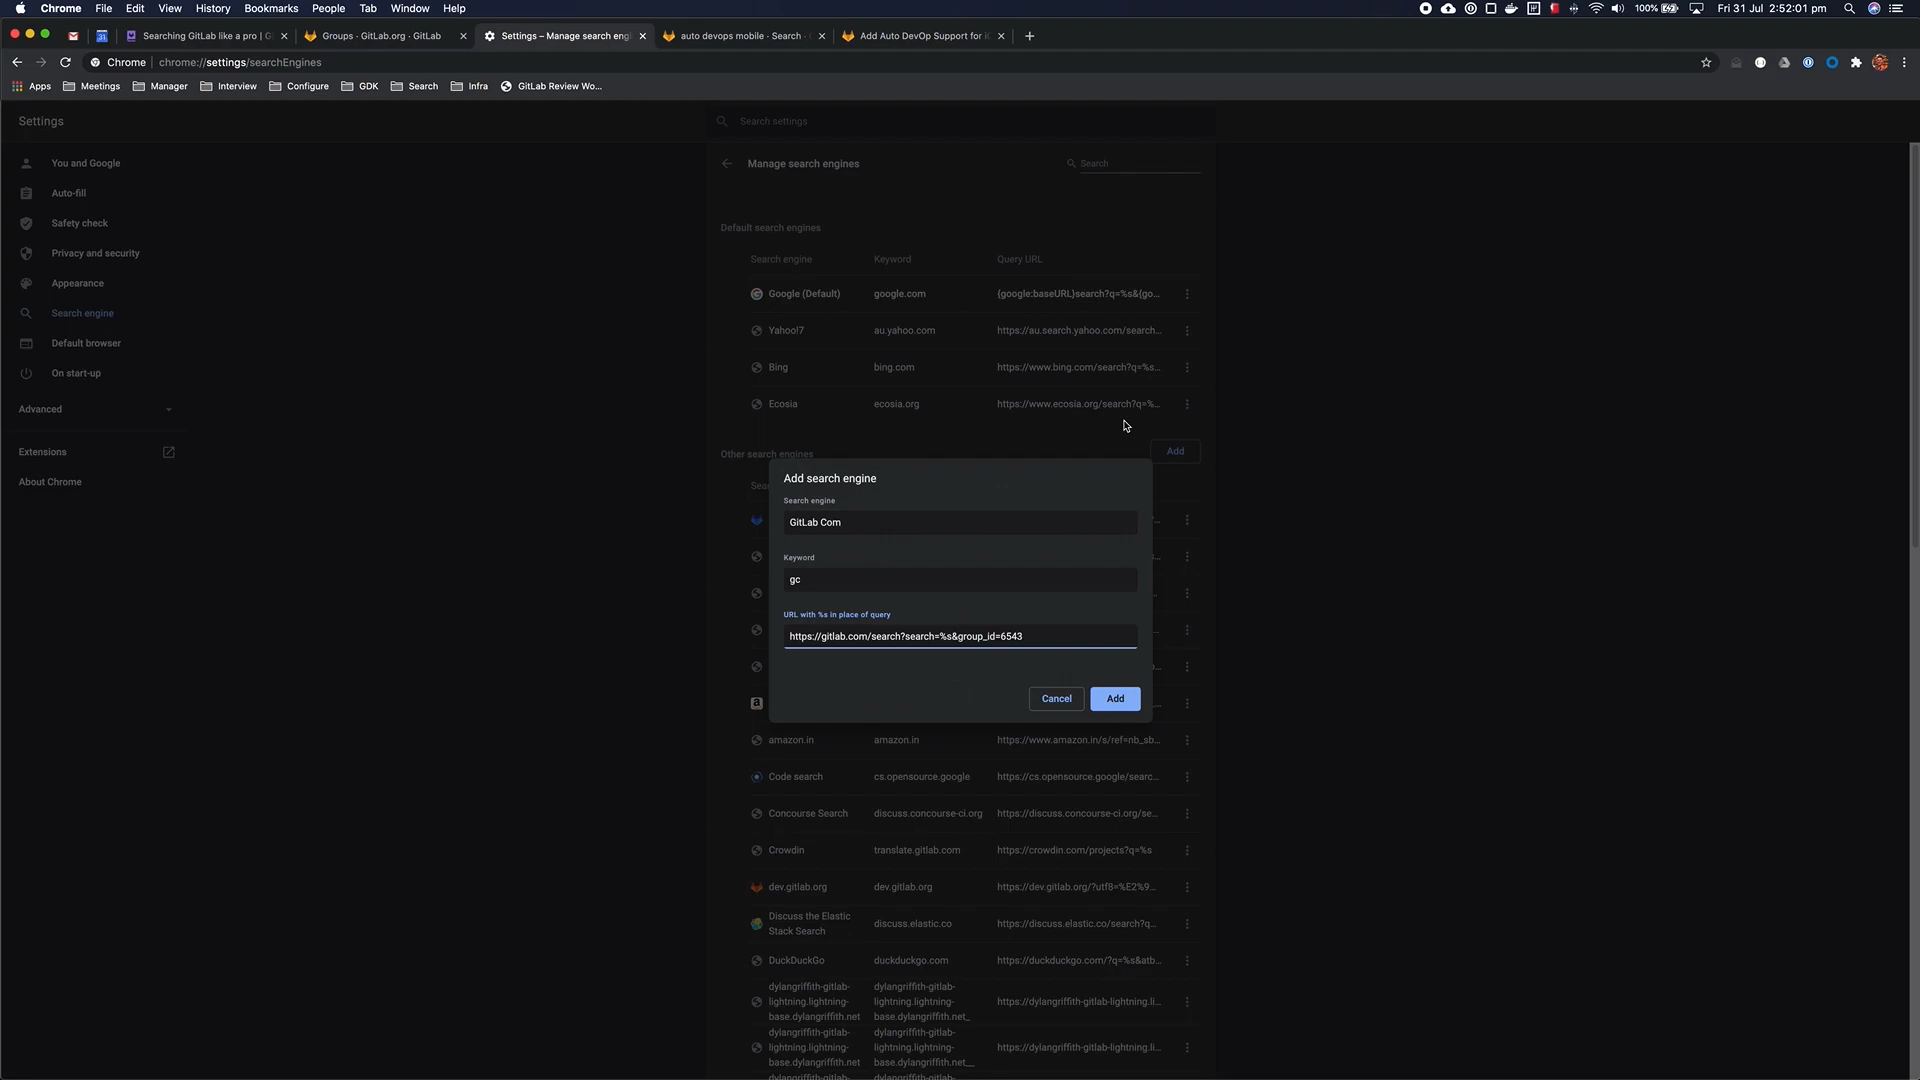 Chrome File Edit View History Bookmarks People Tab Window Help 100% Fri 31 Jul 2:52:01 pm
Searching GitLab like a pro | G Groups · GitLab.org · GitLab Settings – Manage search eng auto devops mobile · Search · Add Auto DevOp Support for i
Chrome chrome://settings/searchEngines
Apps Meetings Manager Interview Configure GDK Search Infra GitLab Review Wo...
Settings Search settings
You and Google
Manage search engines Search
Auto-fill
Safety check
Default search engines
Privacy and security
Search engine Keyword Query URL
Appearance
Google (Default) google.com {google:baseURL}search?q=%s&{go...
Search engine
Yahoo!7 au.yahoo.com https://au.search.yahoo.com/search...
Default browser
Bing bing.com https://www.bing.com/search?q=%s...
On start-up
Ecosia ecosia.org https://www.ecosia.org/search?q=%...
Advanced
Extensions
Other search engines Add
About Chrome
Add search engine
Search engine
GitLab Com
Keyword
gc
URL with %s in place of query
https://gitlab.com/search?search=%s&group_id=6543
Cancel Add
amazon.in amazon.in https://www.amazon.in/s/ref=nb_sb...
Code search cs.opensource.google https://cs.opensource.google/searc...
Concourse Search discuss.concourse-ci.org https://discuss.concourse-ci.org/se...
Crowdin translate.gitlab.com https://crowdin.com/projects?q=%s
dev.gitlab.org dev.gitlab.org https://dev.gitlab.org/?utf8=%E2%9...
Discuss the Elastic
Stack Search discuss.elastic.co https://discuss.elastic.co/search?q...
DuckDuckGo duckduckgo.com https://duckduckgo.com/?q=%s&atb...
dylangriffith-gitlab- dylangriffith-gitlab-
lightning.lightning- lightning.lightning- https://dylangriffith-gitlab-lightning.li...
base.dylangriffith.net base.dylangriffith.net_
dylangriffith-gitlab- dylangriffith-gitlab-
lightning.lightning- lightning.lightning- https://dylangriffith-gitlab-lightning.li...
base.dylangriffith.net base.dylangriffith.net__
dylangriffith-gitlab- dylangriffith-gitlab-